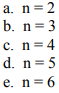 a. n = 2
b. n = 3
c. n = 4
d. n = 5
e. n = 6